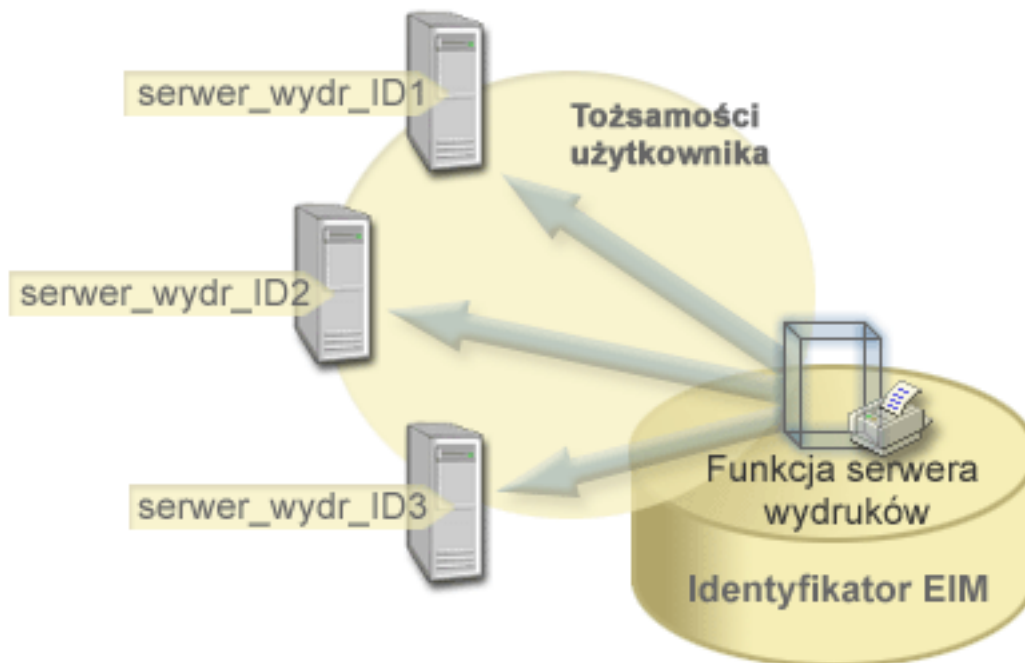 serwer_wydr_ID1
Tożsamości
użytkownika
serwer_wydr_ID2
serwer_wydr_ID3
Funkcja serwera
wydruków
Identyfikator EIM